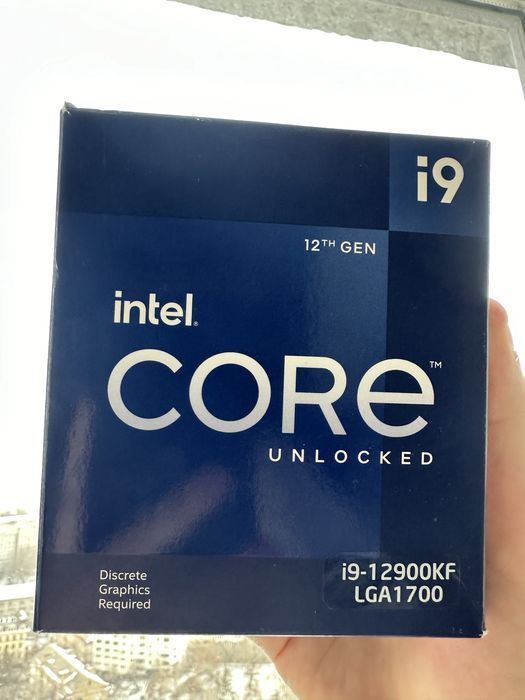 i9
12TH GEN
intel.
CORe™
UNLOCKED
Discrete
Graphics
Required
i9-12900KF
LGA1700